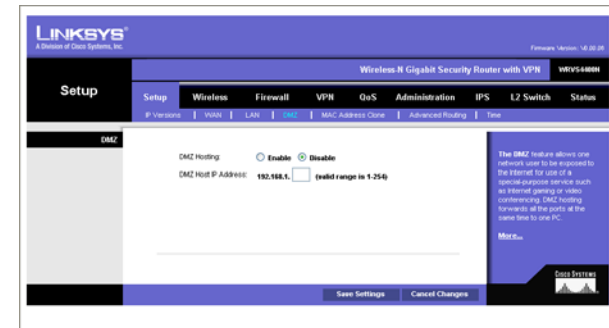 LINKSYS®
A Division of Cisco Systems, Inc.
Firmware Version: V0.00.08
Wireless-N Gigabit Security Router with VPN WRVS4400N
Setup
Setup Wireless Firewall VPN QoS Administration IPS L2 Switch Status
IP Versions | WAN | LAN | DMZ | MAC Address Clone | Advanced Routing | Time
DMZ
DMZ Hosting: Enable Disable
DMZ Host IP Address: 192.168.1. (valid range is 1-254)
The DMZ feature allows one
network user to be exposed to
the Internet for use of a
special-purpose service such
as Internet gaming or video
conferencing. DMZ hosting
forwards all the ports at the
same time to one PC.
More...
CISCO SYSTEMS
Save Settings Cancel Changes